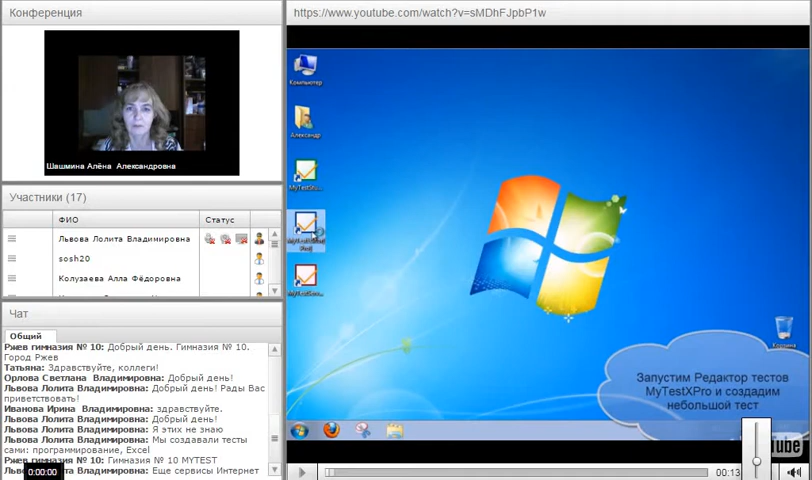 Конференция
https://www.youtube.com/watch?v=sMDhFJpbP1w
Шашмина Алёна Александровна
Участники (17)
ФИО
Статус
Львова Лолита Владимировна
sosh20
Колузаева Алла Фёдоровна
Чат
Общий
Ржев гимназия № 10: Добрый день. Гимназия № 10.
Город Ржев
Татьяна: Здравствуйте, коллеги!
Орлова Светлана Владимировна: Добрый день!
Львова Лолита Владимировна: Добрый день! Рады Вас
приветствовать!
Иванова Ирина Владимировна: здравствуйте.
Львова Лолита Владимировна: Добрый день!
Львова Лолита Владимировна: Я этих не знаю
Львова Лолита Владимировна: Мы создавали тесты
сами: программирование, Excel
Ржев гимназия № 10: Гимназия № 10 MYTEST
Владимировна: Еще сервисы Интернет
0:00:00
Компьютер
Александр
Корзина
Запустим Редактор тестов
MyTestXPro и создадим
небольшой тест
Tube
00:13